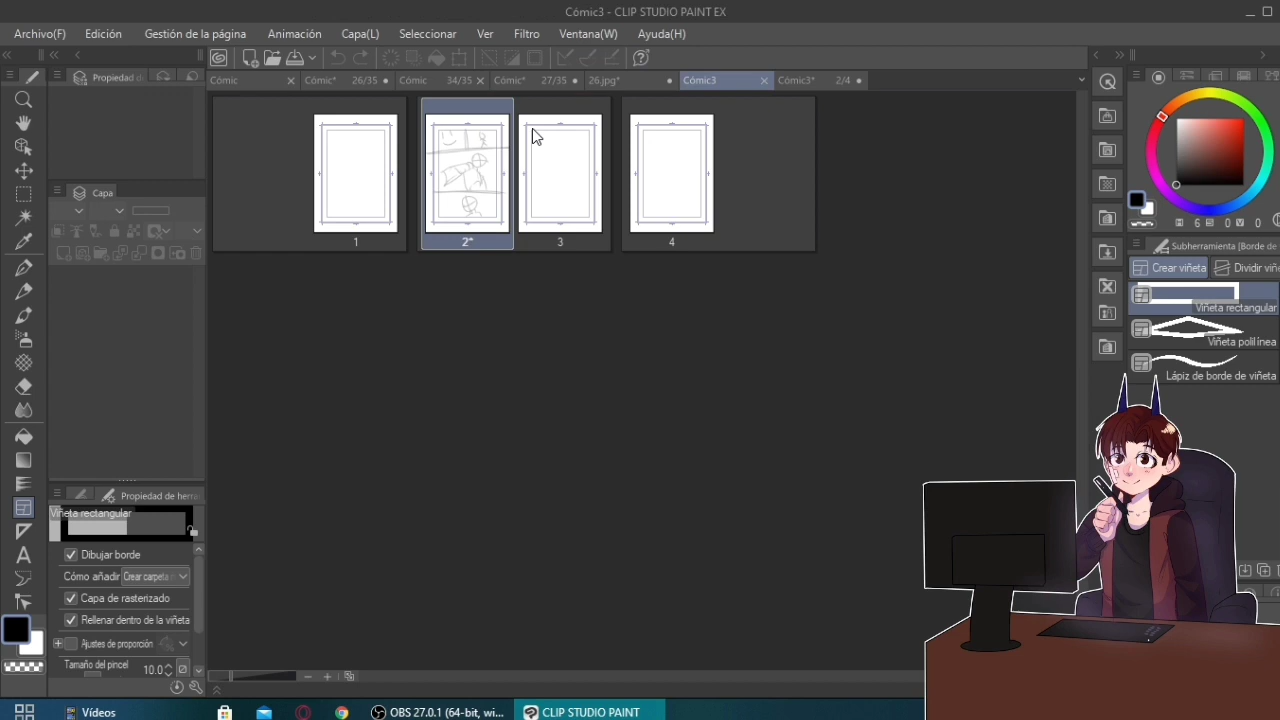 Cómic3 - CLIP STUDIO PAINT EX
Archivo(F) Edición Gestión de la página Animación Capa(L) Seleccionar Ver Filtro Ventana(W) Ayuda(H)
Cómic Cómic* 26/35 Cómic 34/35 Cómic* 27/35 26.jpg* Cómic3 Cómic3* 2/4
Propiedad d
1
2*
3
4
Capa
H 6 S 0 V 0
Subherramienta [Borde de
Crear viñeta Dividir viñe
Viñeta rectangular
Viñeta polilínea
Lápiz de borde de viñeta
Propiedad de herra
Viñeta rectangular
Dibujar borde
Cómo añadir Crear carpeta
Capa de rasterizado
Rellenar dentro de la viñeta
Ajustes de proporción
Tamaño del pincel 10.0
Vídeos
OBS 27.0.1 (64-bit, wi...
CLIP STUDIO PAINT